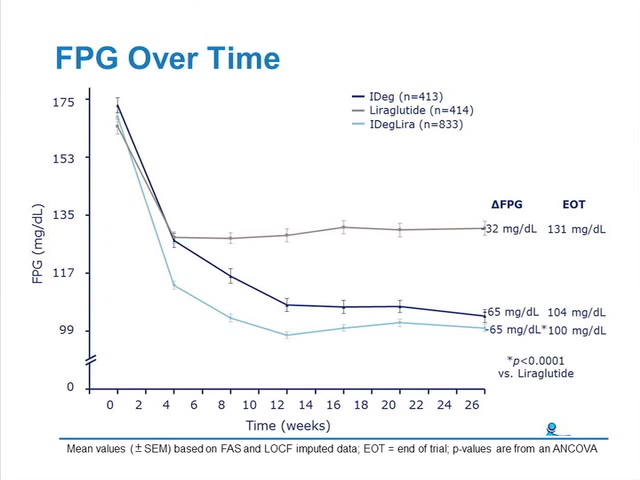 FPG Over Time
IDeg (n=413)
Liraglutide (n=414)
IDegLira (n=833)
FPG (mg/dL)
175
153
135
117
99
0
ΔFPG EOT
-32 mg/dL 131 mg/dL
-65 mg/dL 104 mg/dL
-65 mg/dL* 100 mg/dL
*p<0.0001
vs. Liraglutide
0 2 4 6 8 10 12 14 16 18 20 22 24 26
Time (weeks)
Mean values (±SEM) based on FAS and LOCF imputed data; EOT = end of trial; p-values are from an ANCOVA